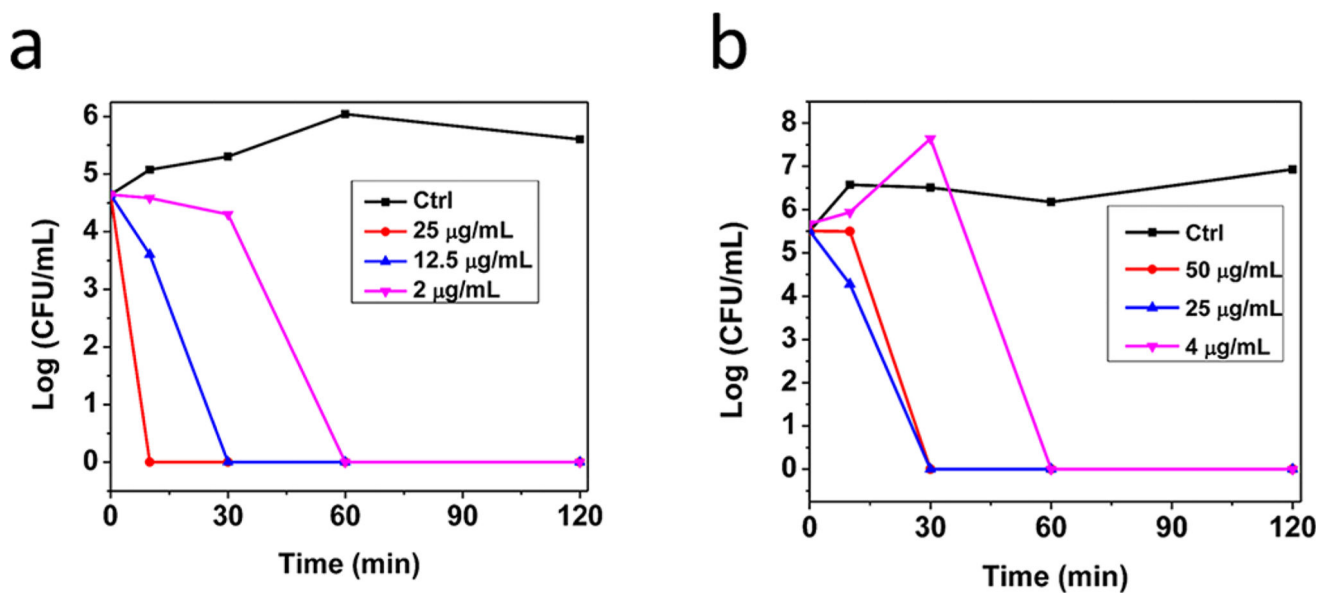 a
b
Log (CFU/mL)
6
5
4
3
2
1
0
0
30
60
90
120
Time (min)
Ctrl
25 μg/mL
12.5 μg/mL
2 μg/mL
Log (CFU/mL)
8
7
6
5
4
3
2
1
0
0
30
60
90
120
Time (min)
Ctrl
50 μg/mL
25 μg/mL
4 μg/mL